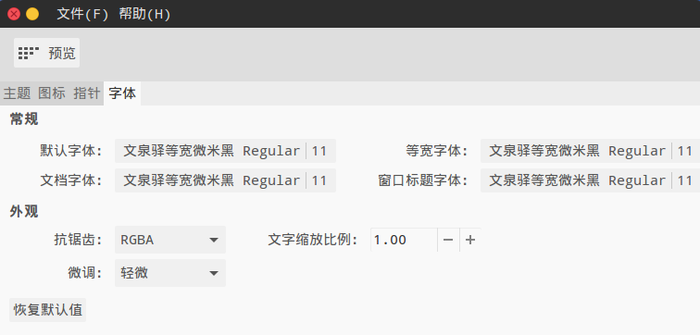 文件(F) 帮助(H)
预览
主题 图标 指针 字体
常规
默认字体: 文泉驿等宽微米黑 Regular 11 等宽字体: 文泉驿等宽微米黑 Regular 11
文档字体: 文泉驿等宽微米黑 Regular 11 窗口标题字体: 文泉驿等宽微米黑 Regular 11
外观
抗锯齿: RGBA 文字缩放比例: 1.00 − +
微调: 轻微
恢复默认值